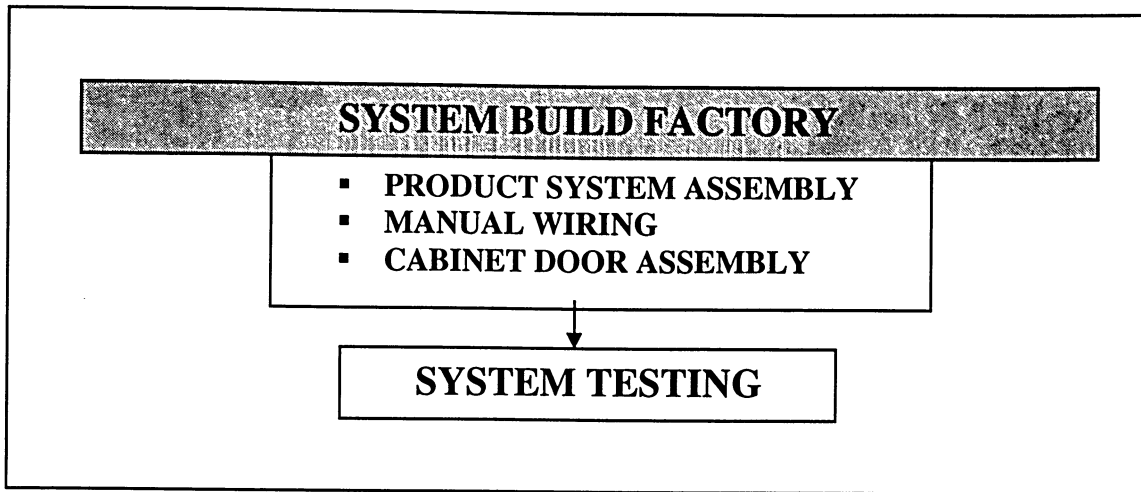 SYSTEM BUILD FACTORY
▪ PRODUCT SYSTEM ASSEMBLY
▪ MANUAL WIRING
▪ CABINET DOOR ASSEMBLY
SYSTEM TESTING